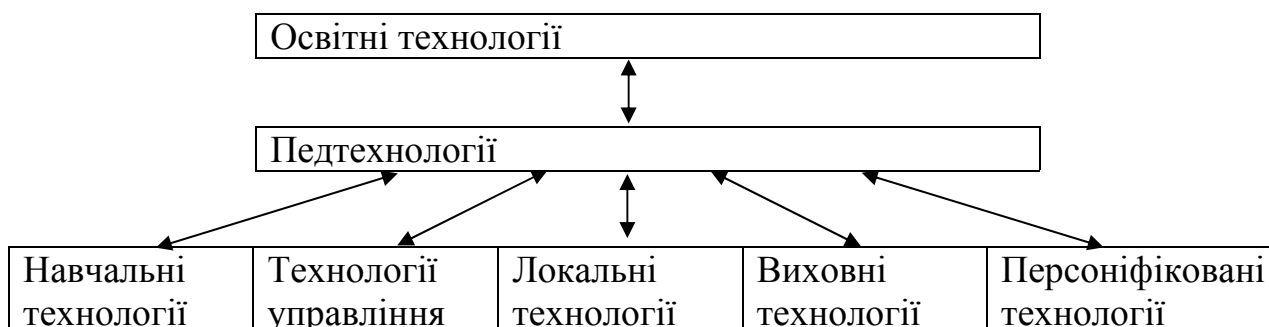 Освітні технології
Педтехнології
Навчальні
технології
Технології
управління
Локальні
технології
Виховні
технології
Персоніфіковані
технології